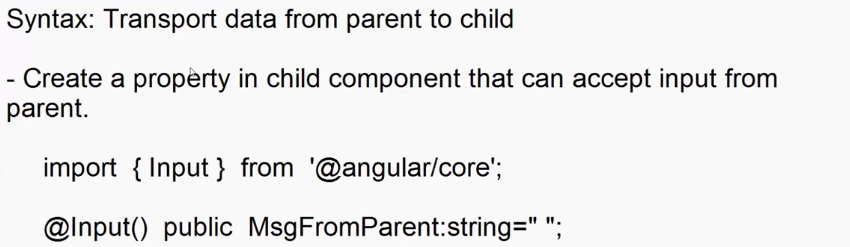 Syntax: Transport data from parent to child
- Create a property in child component that can accept input from
parent.
import { Input } from '@angular/core';
@Input() public MsgFromParent:string=" ";